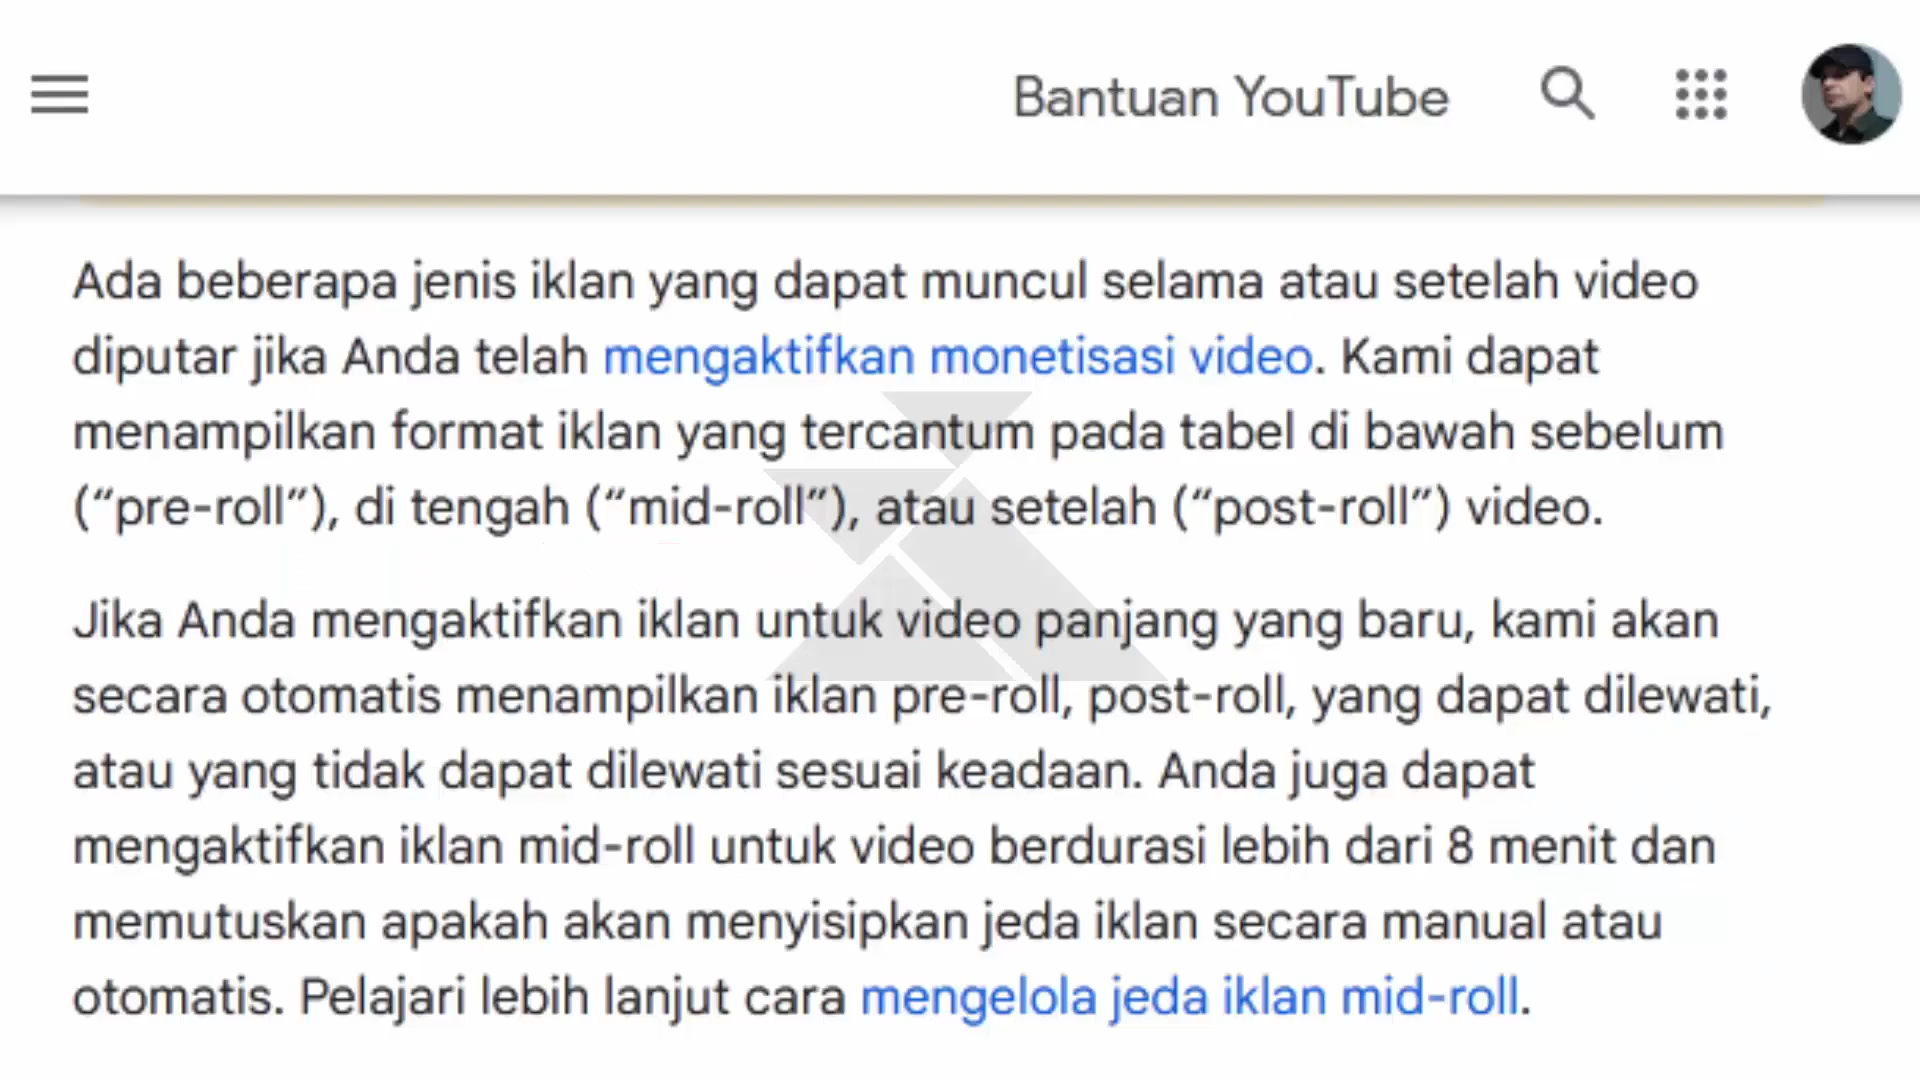 Bantuan YouTube
Ada beberapa jenis iklan yang dapat muncul selama atau setelah video
diputar jika Anda telah mengaktifkan monetisasi video. Kami dapat
menampilkan format iklan yang tercantum pada tabel di bawah sebelum
(“pre-roll”), di tengah (“mid-roll”), atau setelah (“post-roll”) video.
Jika Anda mengaktifkan iklan untuk video panjang yang baru, kami akan
secara otomatis menampilkan iklan pre-roll, post-roll, yang dapat dilewati,
atau yang tidak dapat dilewati sesuai keadaan. Anda juga dapat
mengaktifkan iklan mid-roll untuk video berdurasi lebih dari 8 menit dan
memutuskan apakah akan menyisipkan jeda iklan secara manual atau
otomatis. Pelajari lebih lanjut cara mengelola jeda iklan mid-roll.